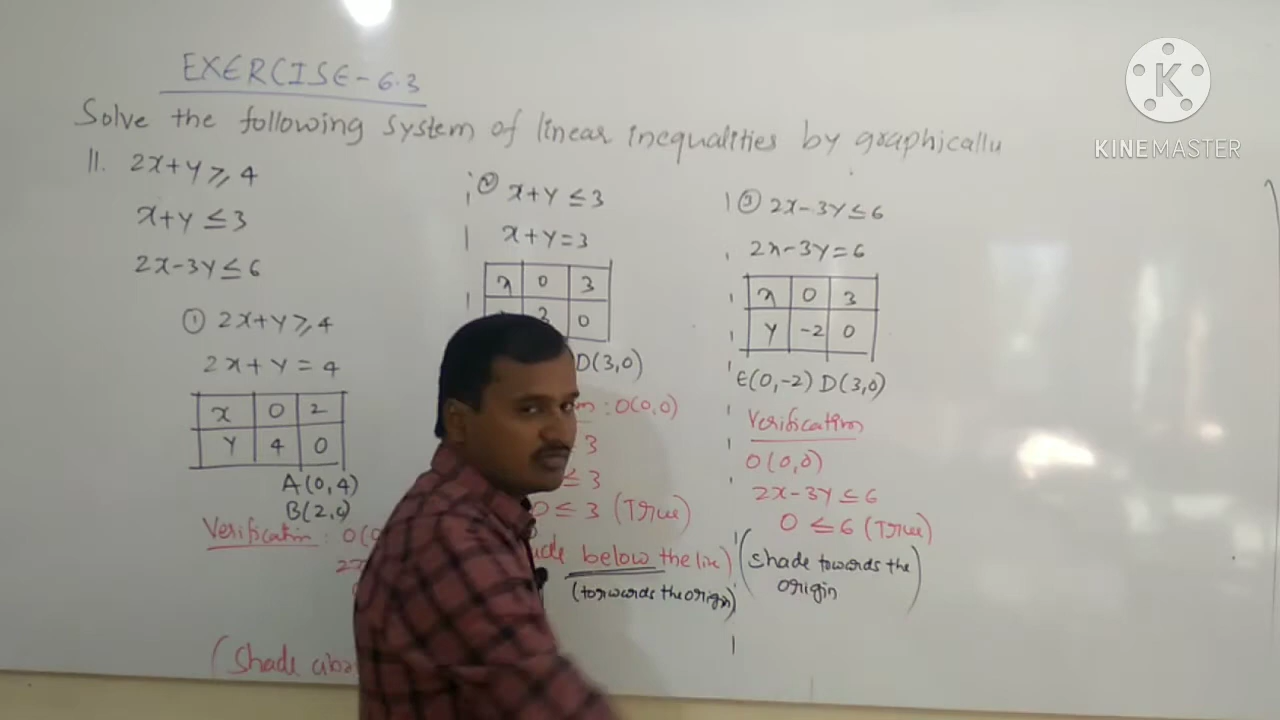 EXERCISE-6.3
Solve the following system of linear inequalities by graphically
11. 2x+y≥4
x+y≤3
2x-3y≤6
① 2x+y≥4
2x+y=4
x 0 2
y 4 0
A(0,4)
B(2,0)
Verification:
(Shade
② x+y≤3
x+y=3
x 0 3
3 0
D(3,0)
: O(0,0)
3
≤ 3
0 ≤ 3 (True)
below the line)
(torwards the origin)
③ 2x-3y≤6
2x-3y=6
x 0 3
y -2 0
E(0,-2) D(3,0)
Verification
O(0,0)
2x-3y≤6
0 ≤6 (True)
(Shade towards the
origin)
K
KINEMASTER